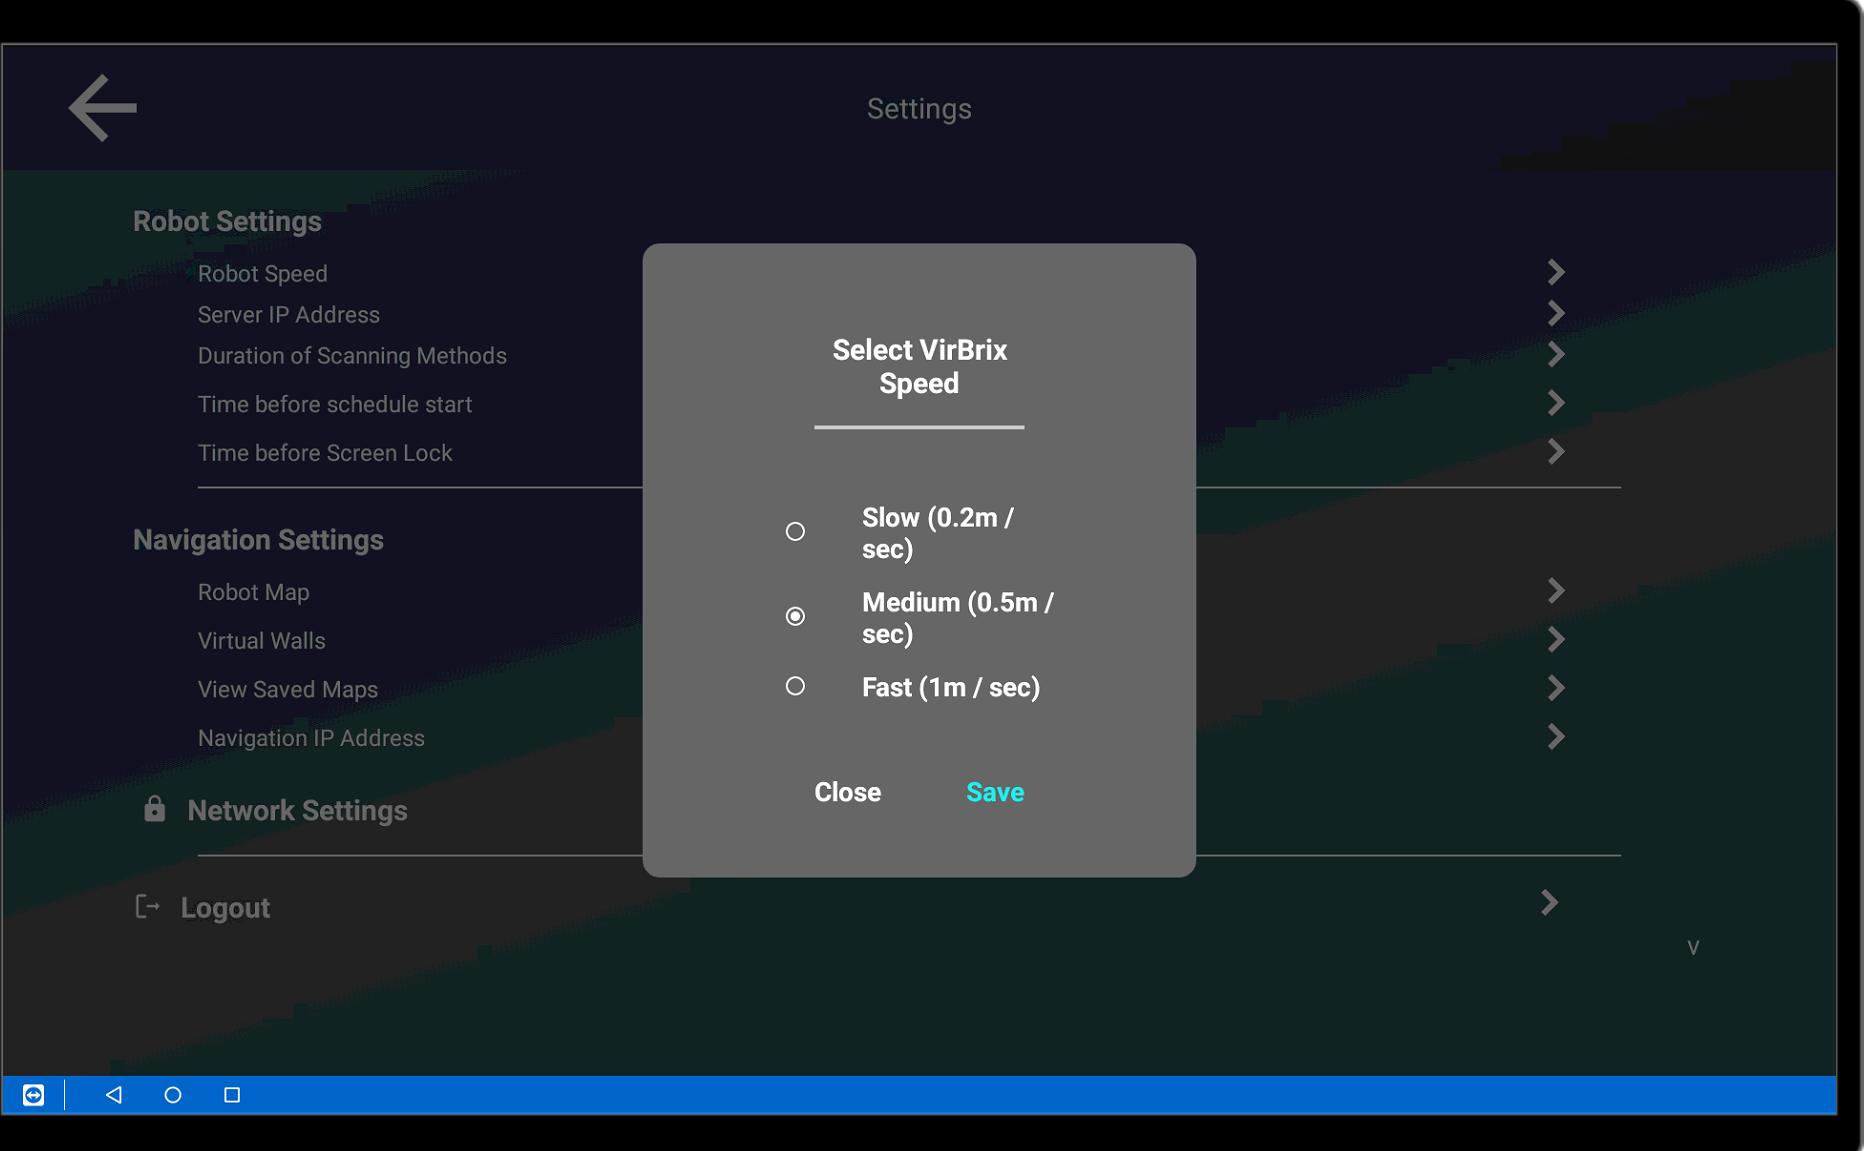 Settings
Robot Settings
Robot Speed
Server IP Address
Duration of Scanning Methods
Time before schedule start
Time before Screen Lock
Navigation Settings
Robot Map
Virtual Walls
View Saved Maps
Navigation IP Address
Network Settings
Logout
v
Select VirBrix
Speed
Slow (0.2m /
sec)
Medium (0.5m /
sec)
Fast (1m / sec)
Close Save